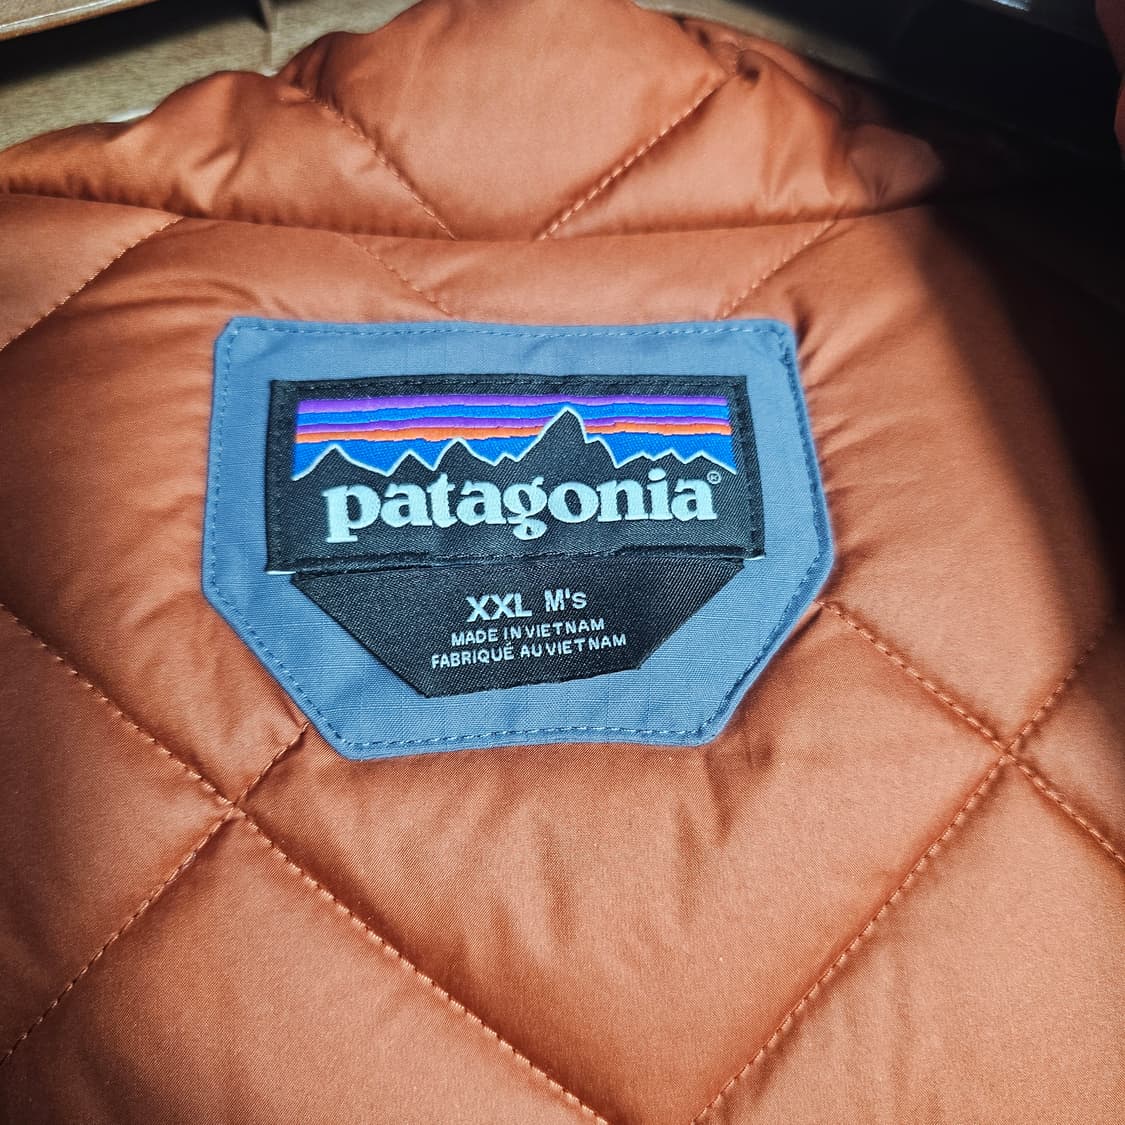 patagonia®
XXL M's
MADE IN VIETNAM
FABRIQUÉ AU VIETNAM